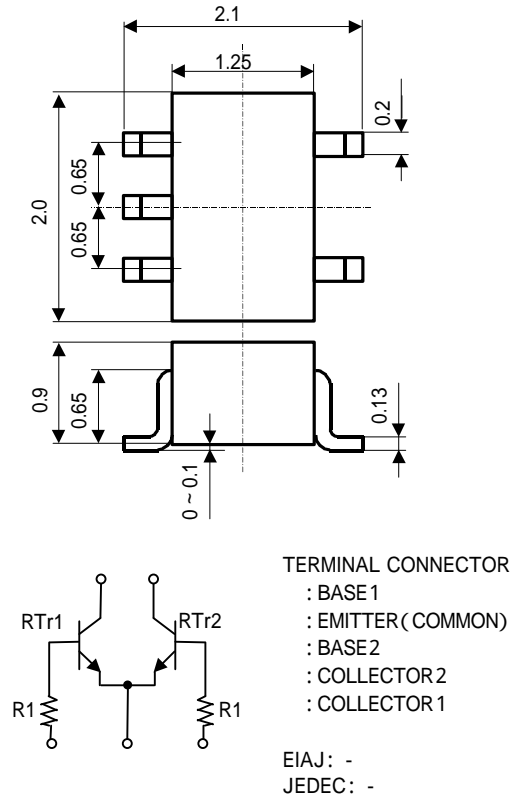 2.1
1.25
0.2
0.65
2.0
0.65
0.9
0.65
0.13
0 ~ 0.1
TERMINAL CONNECTOR
: BASE1
RTr1
RTr2
: EMITTER(COMMON)
: BASE2
: COLLECTOR2
R1
R1
: COLLECTOR1
EIAJ: -
JEDEC: -